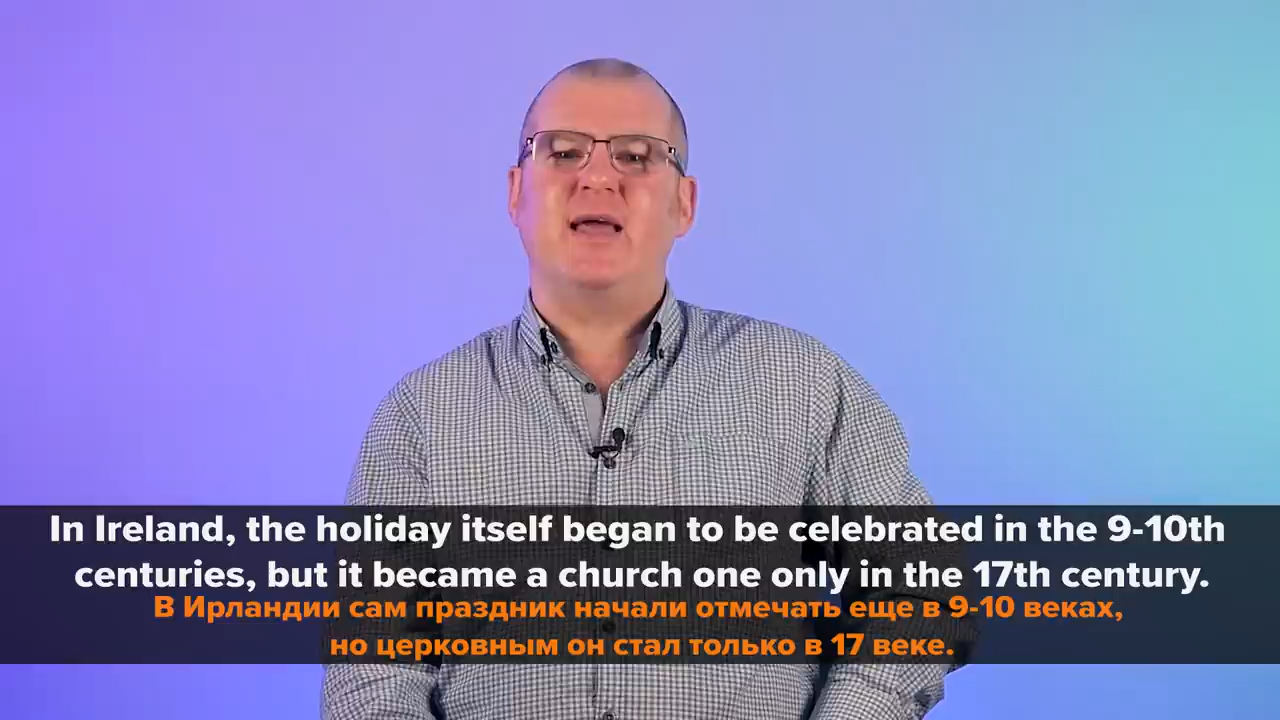 In Ireland, the holiday itself began to be celebrated in the 9-10th
centuries, but it became a church one only in the 17th century.
В Ирландии сам праздник начали отмечать еще в 9-10 веках,
но церковным он стал только в 17 веке.